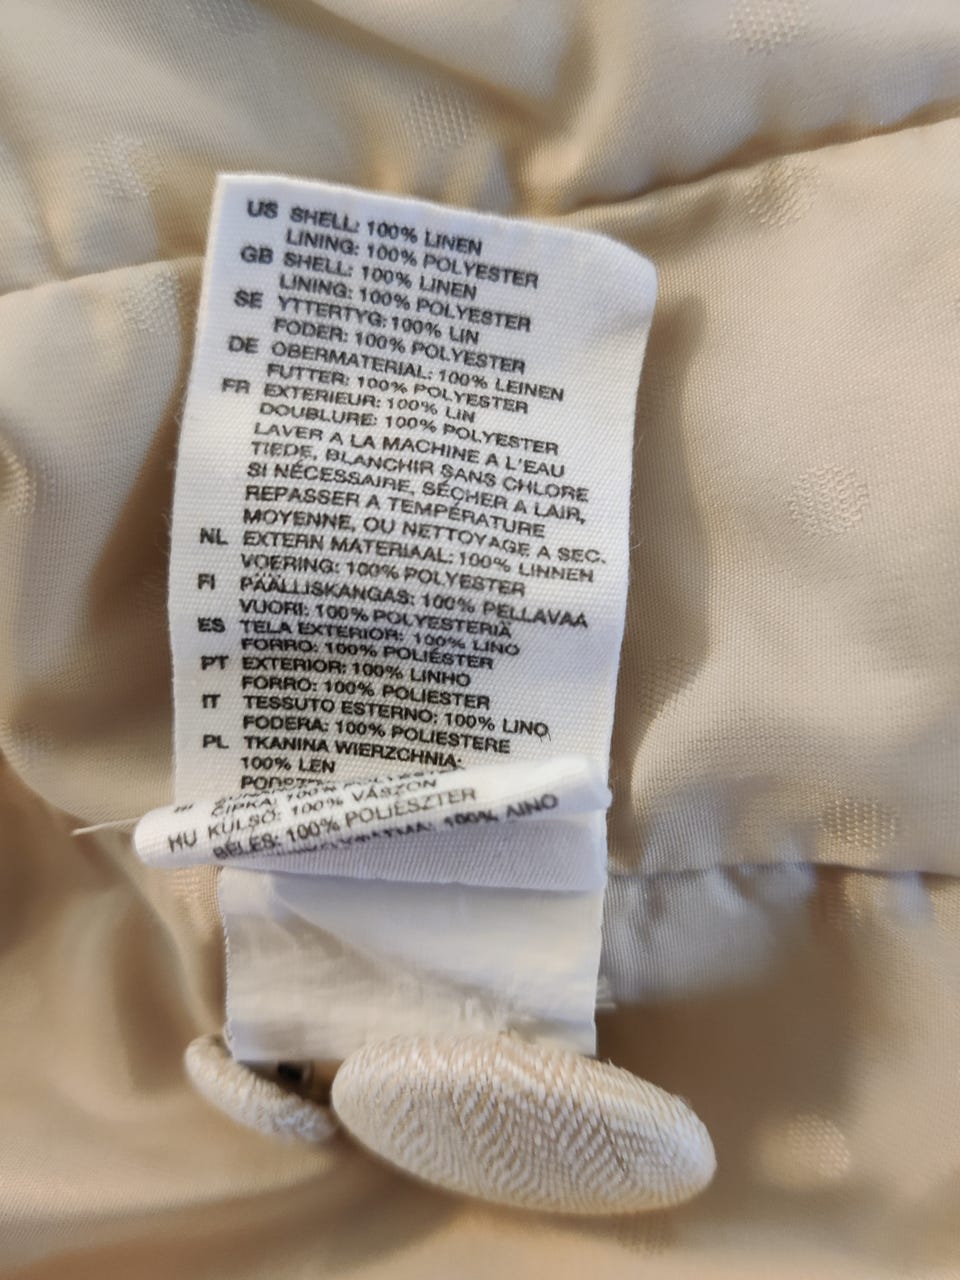 US SHELL: 100% LINEN
LINING: 100% POLYESTER
GB SHELL: 100% LINEN
LINING: 100% POLYESTER
SE YTTERTYG: 100% LIN
FODER: 100% POLYESTER
DE OBERMATERIAL: 100% LEINEN
FUTTER: 100% POLYESTER
FR EXTERIEUR: 100% LIN
DOUBLURE: 100% POLYESTER
LAVER A LA MACHINE A L'EAU
TIEDE, BLANCHIR SANS CHLORE
SI NÉCESSAIRE, SÉCHER A LAIR,
REPASSER A TEMPÉRATURE
MOYENNE, OU NETTOYAGE A SEC.
NL EXTERN MATERIAAL: 100% LINNEN
VOERING: 100% POLYESTER
FI PÄÄLLISKANGAS: 100% PELLAVAA
VUORI: 100% POLYESTERIÄ
ES TELA EXTERIOR: 100% LINO
FORRO: 100% POLIÉSTER
PT EXTERIOR: 100% LINHO
FORRO: 100% POLIESTER
IT TESSUTO ESTERNO: 100% LINO
FODERA: 100% POLIESTERE
PL TKANINA WIERZCHNIA:
100% LEN
HU KÜLSŐ: 100% VÁSZON
BÉLÉS: 100% POLIÉSZTER
100% ΛΙΝΟ